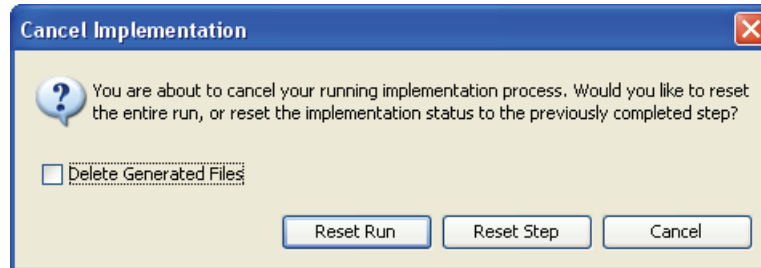 Cancel Implementation
You are about to cancel your running implementation process. Would you like to reset
the entire run, or reset the implementation status to the previously completed step?
Delete Generated Files
Reset Run Reset Step Cancel